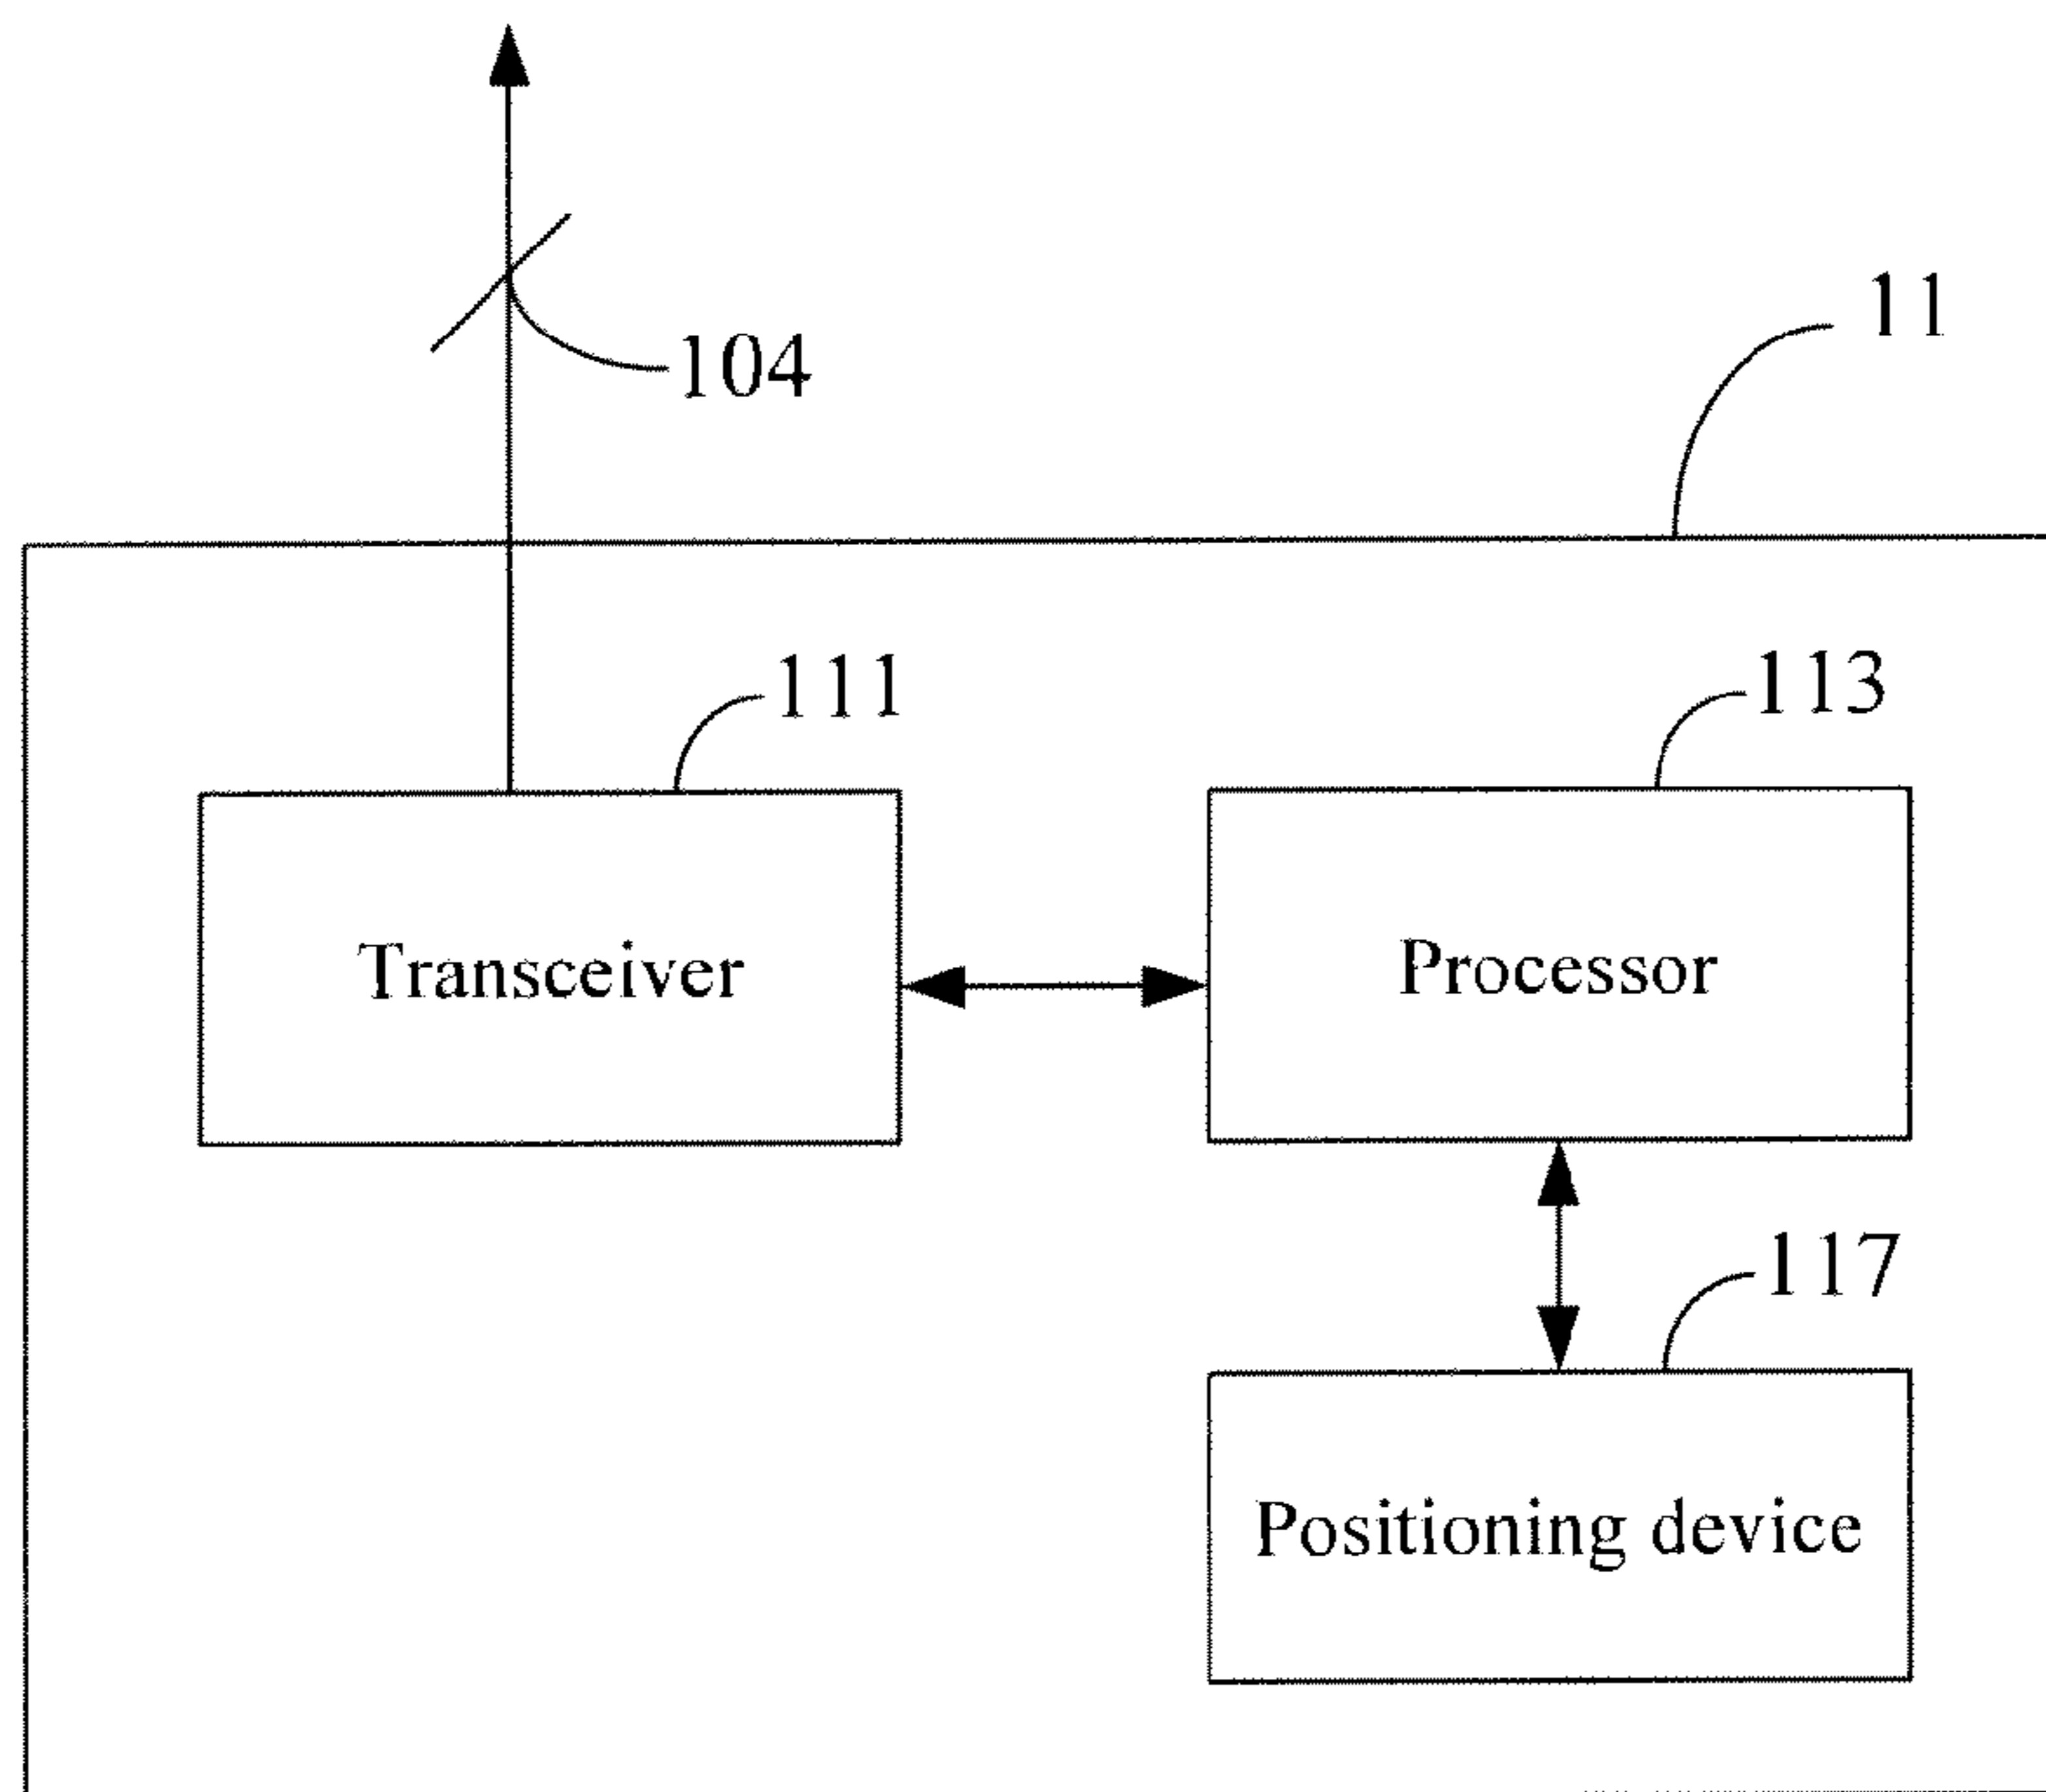 11
104
111
113
Transceiver
Processor
117
Positioning device